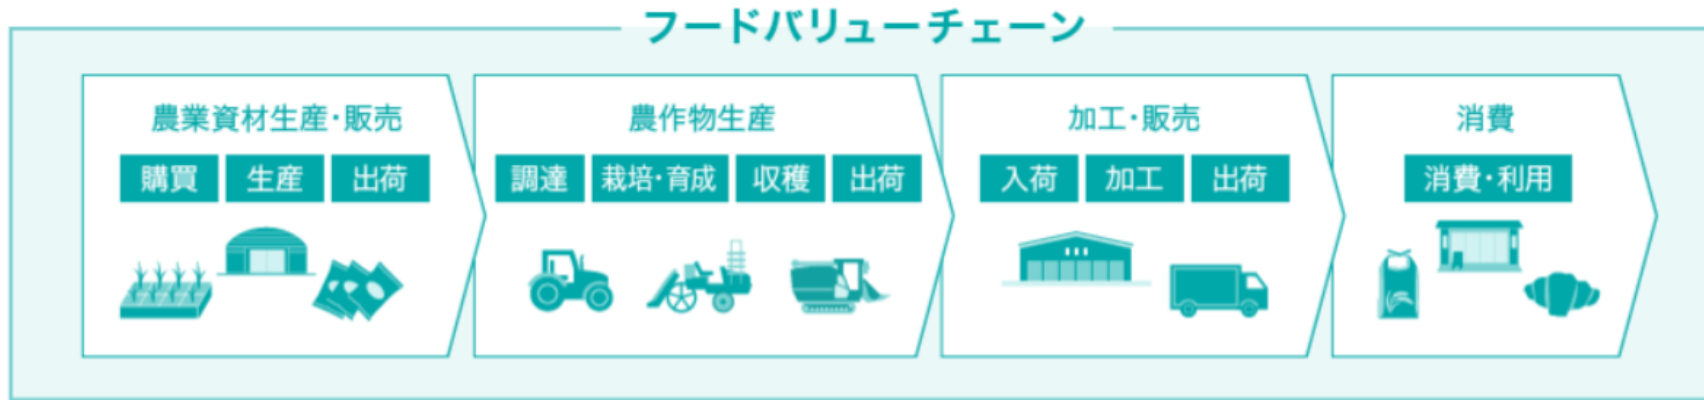 フードバリューチェーン
農業資材生産・販売
購買 生産 出荷
農作物生産
調達 栽培・育成 収穫 出荷
加工・販売
入荷 加工 出荷
消費
消費・利用